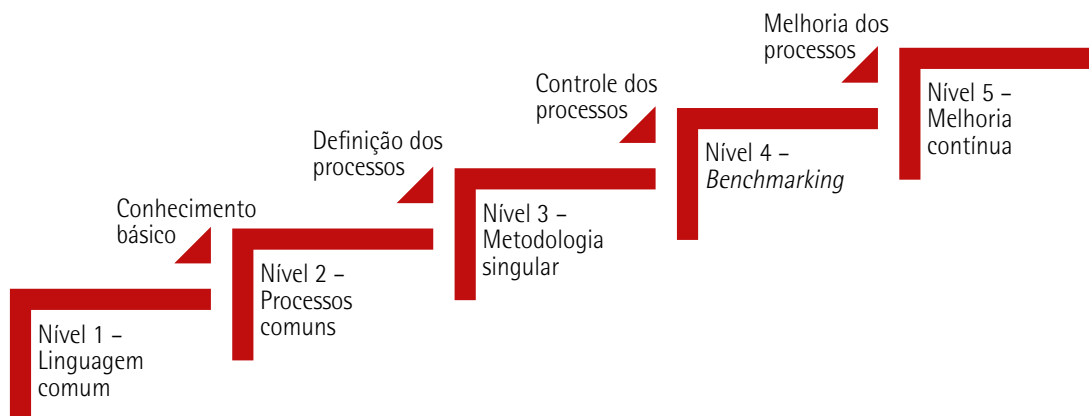 Nível 1 –
Linguagem
comum
Conhecimento
básico
Nível 2 –
Processos
comuns
Definição dos
processos
Nível 3 –
Metodologia
singular
Controle dos
processos
Nível 4 –
Benchmarking
Melhoria dos
processos
Nível 5 –
Melhoria
contínua